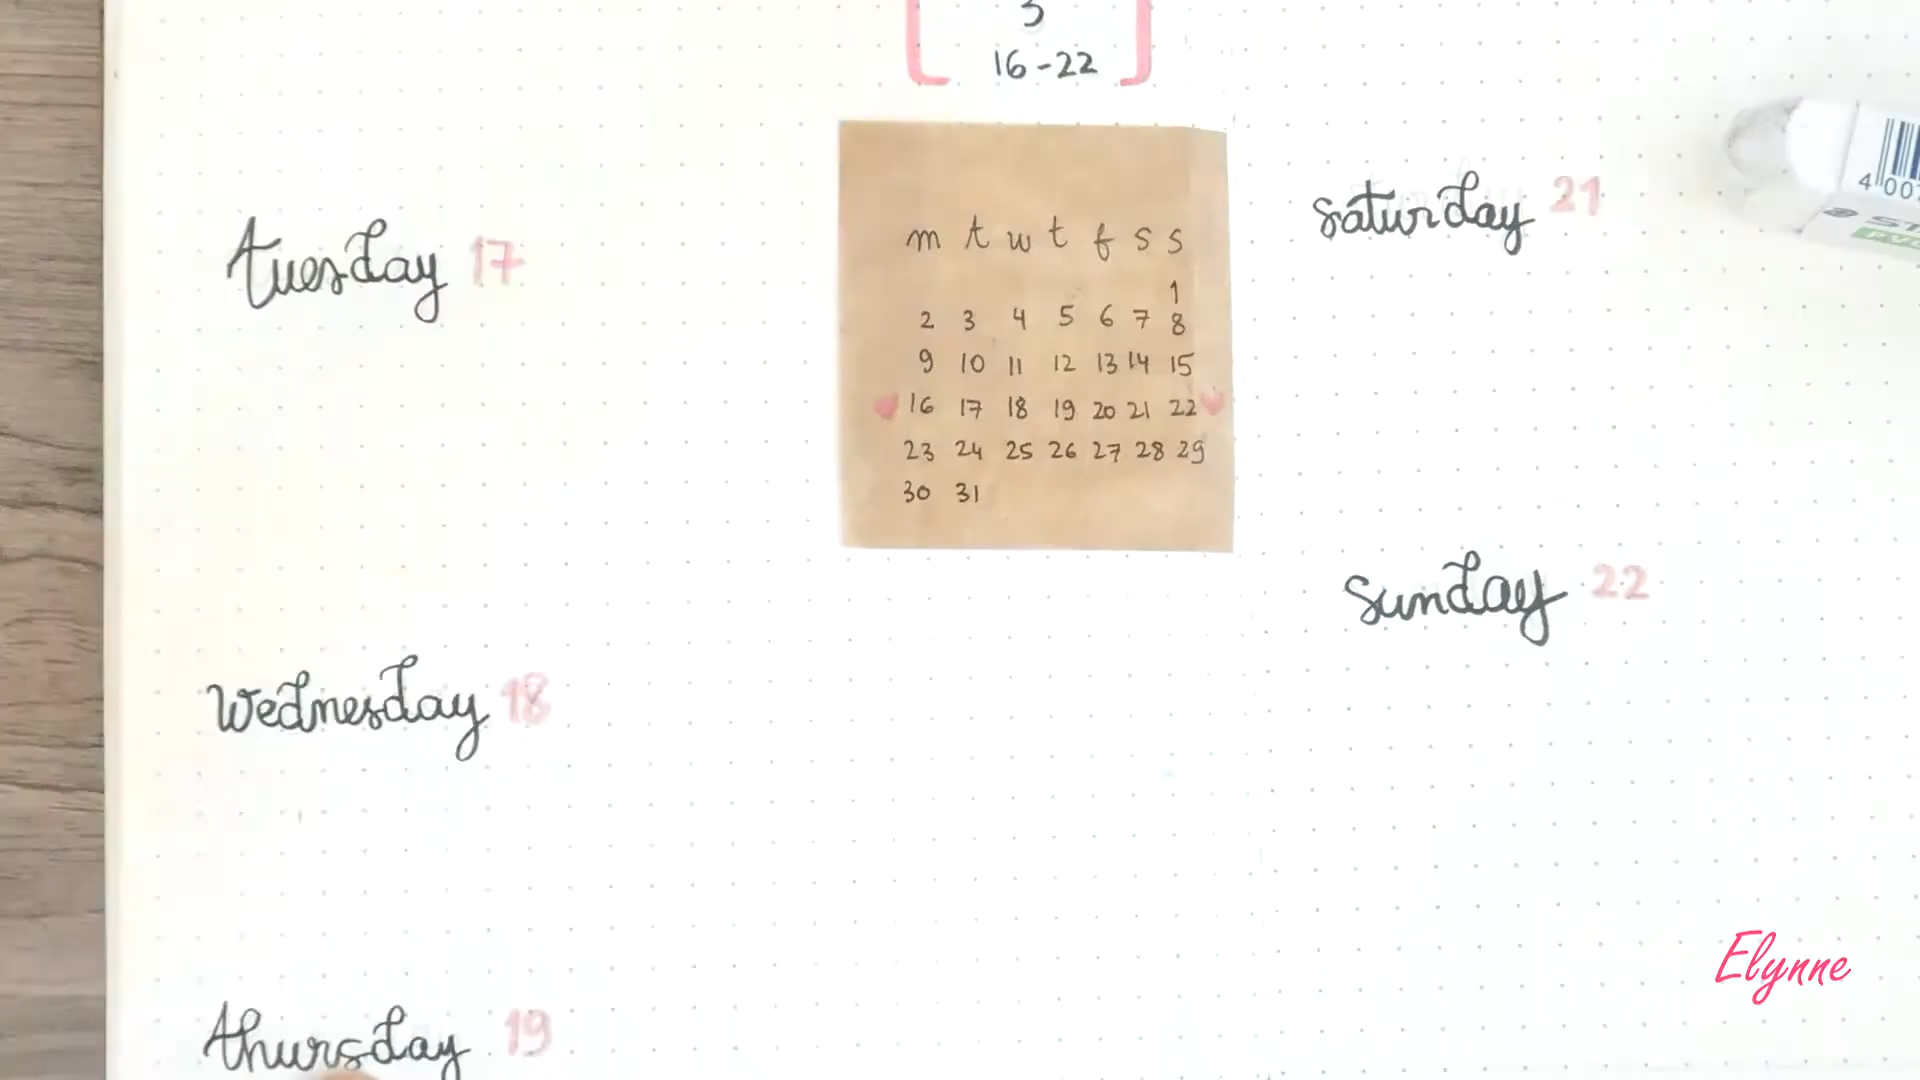 16-22
tuesday 17
wednesday 18
thursday 19
m t w t f s s
1
2 3 4 5 6 7 8
9 10 11 12 13 14 15
16 17 18 19 20 21 22
23 24 25 26 27 28 29
30 31
saturday 21
sunday 22
4 00
Elynne